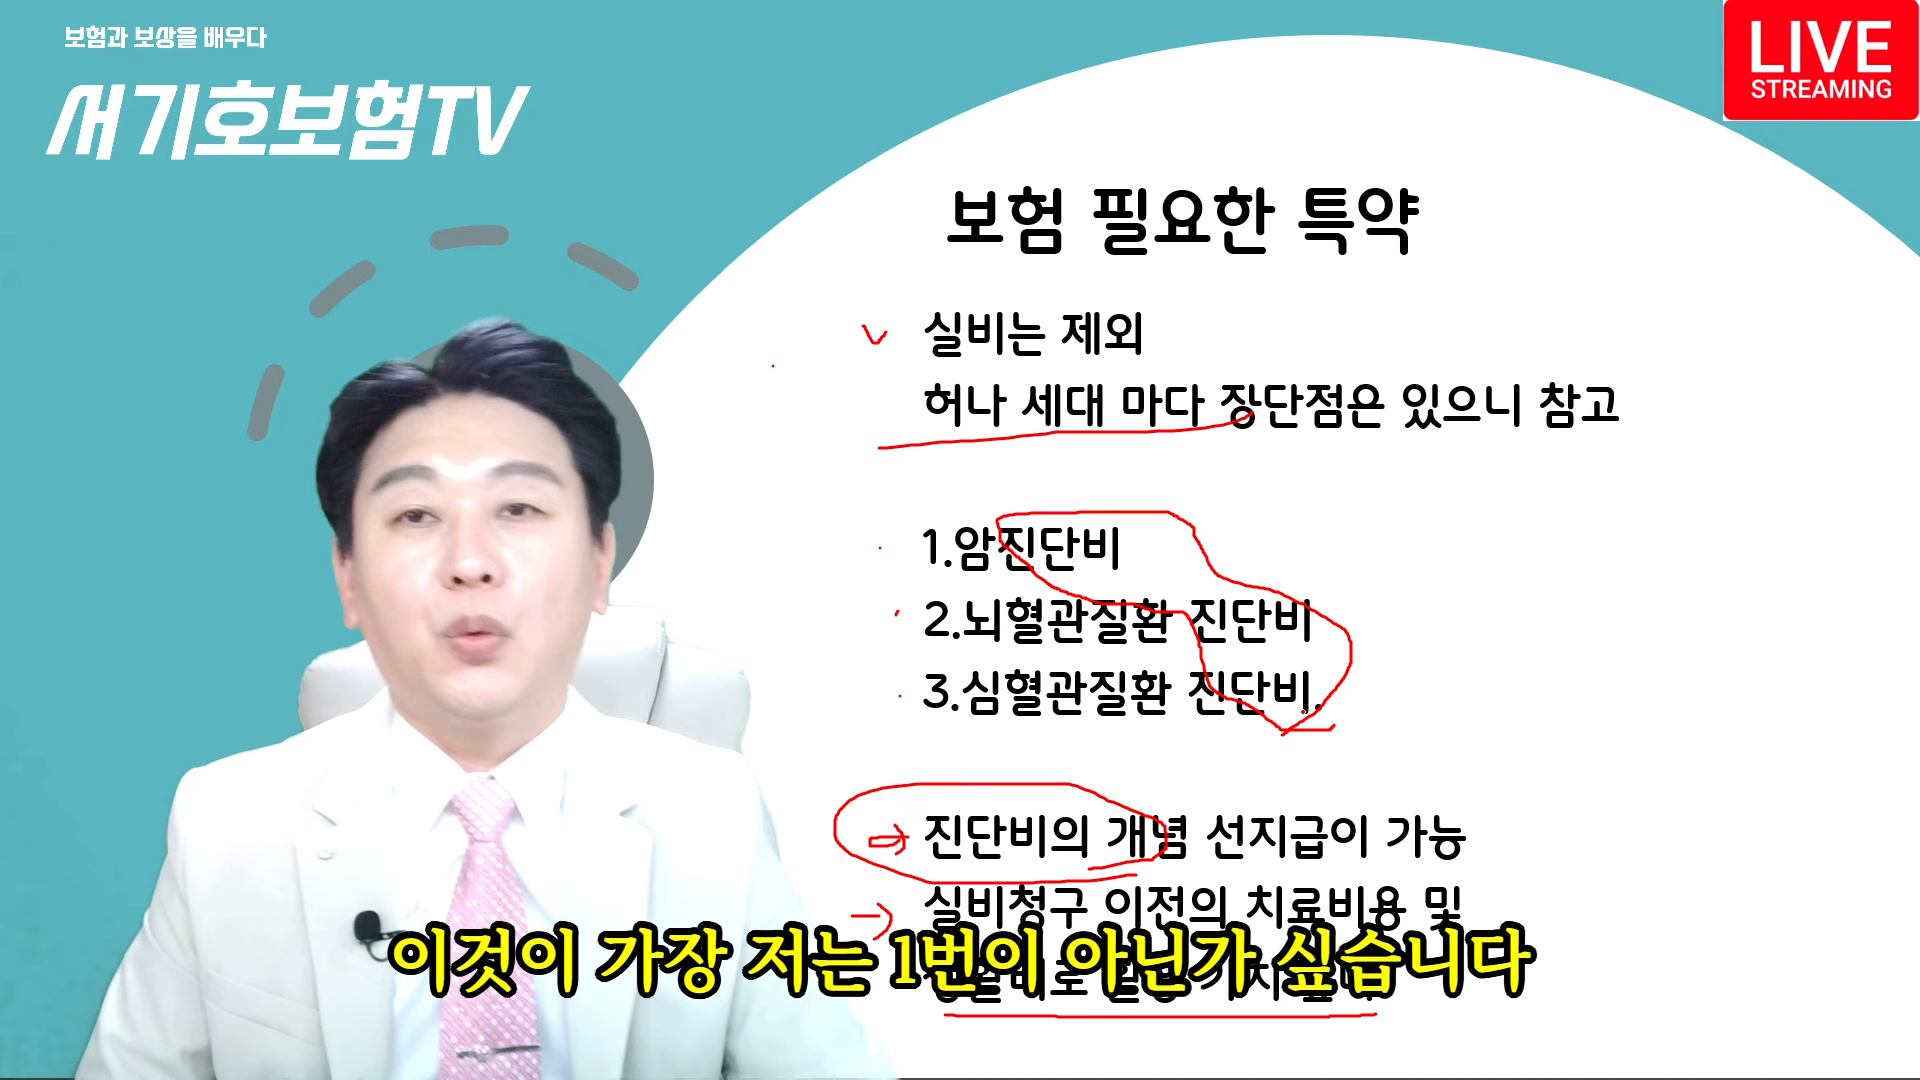 보험과 보상을 배우다
새기호보험TV
LIVE
STREAMING
보험 필요한 특약
실비는 제외
허나 세대 마다 장단점은 있으니 참고
1.암진단비
2.뇌혈관질환 진단비
3.심혈관질환 진단비.
진단비의 개념 선지급이 가능
실비청구 이전의 치료비용 및
이것이 가장 저는 1번이 아닌가 싶습니다